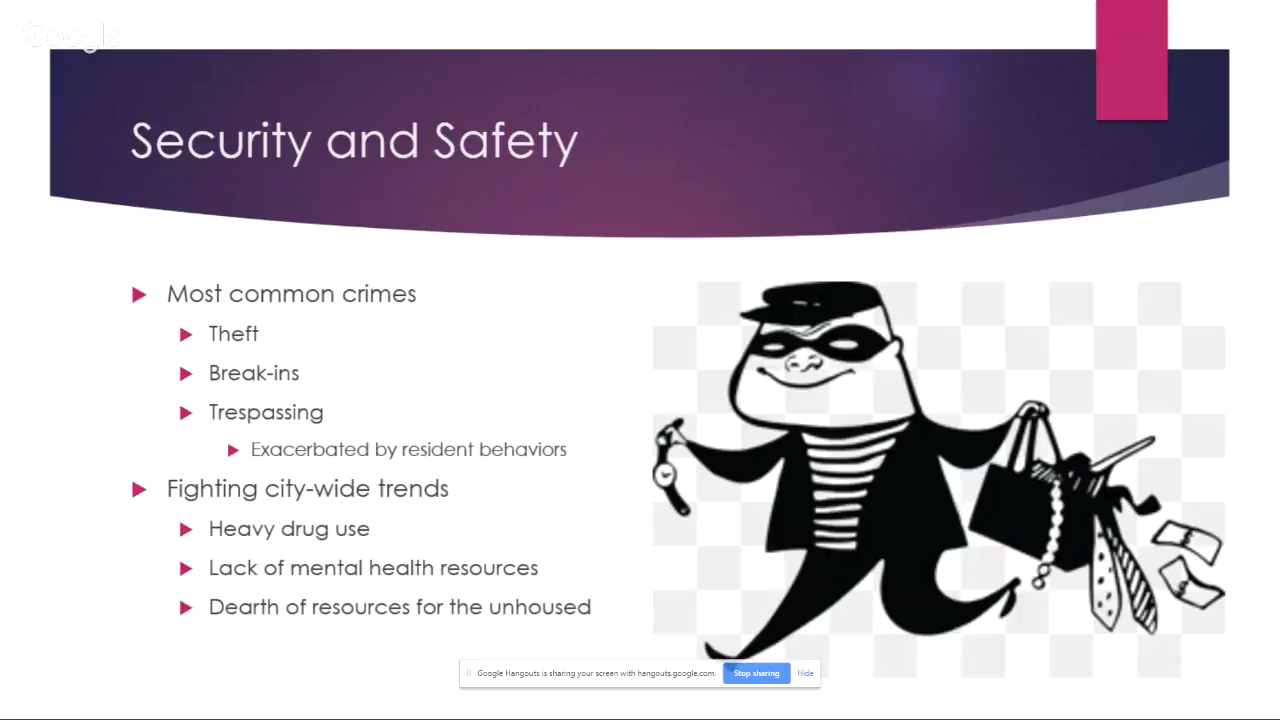 Google
Security and Safety
Most common crimes
Theft
Break-ins
Trespassing
Exacerbated by resident behaviors
Fighting city-wide trends
Heavy drug use
Lack of mental health resources
Dearth of resources for the unhoused
Google Hangouts is sharing your screen with hangouts.google.com. Stop sharing Hide